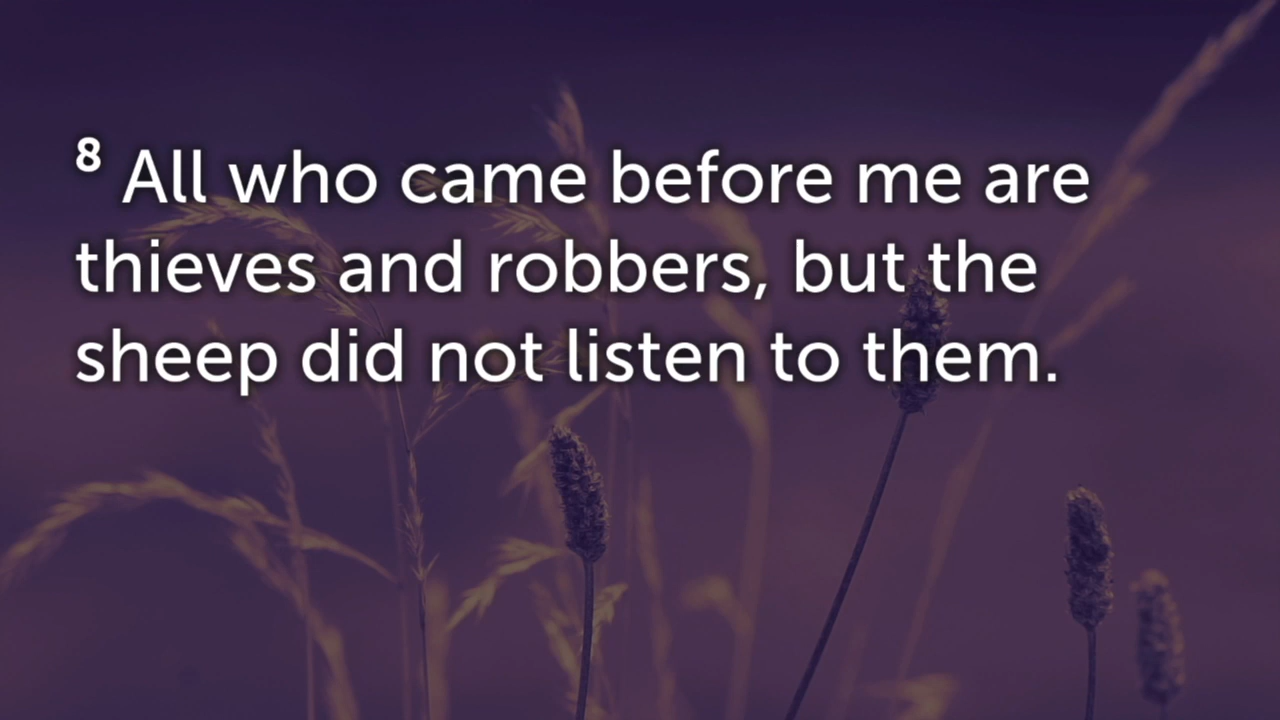 8 All who came before me are
thieves and robbers, but the
sheep did not listen to them.